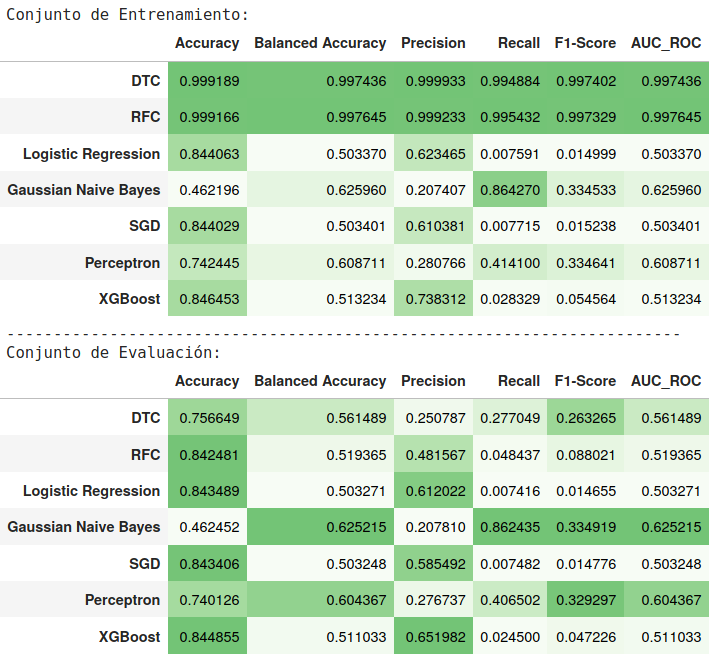 Conjunto de Entrenamiento:
Accuracy Balanced Accuracy Precision Recall F1-Score AUC_ROC
DTC 0.999189 0.997436 0.999933 0.994884 0.997402 0.997436
RFC 0.999166 0.997645 0.999233 0.995432 0.997329 0.997645
Logistic Regression 0.844063 0.503370 0.623465 0.007591 0.014999 0.503370
Gaussian Naive Bayes 0.462196 0.625960 0.207407 0.864270 0.334533 0.625960
SGD 0.844029 0.503401 0.610381 0.007715 0.015238 0.503401
Perceptron 0.742445 0.608711 0.280766 0.414100 0.334641 0.608711
XGBoost 0.846453 0.513234 0.738312 0.028329 0.054564 0.513234
------------------------------------------------------------------------
Conjunto de Evaluación:
Accuracy Balanced Accuracy Precision Recall F1-Score AUC_ROC
DTC 0.756649 0.561489 0.250787 0.277049 0.263265 0.561489
RFC 0.842481 0.519365 0.481567 0.048437 0.088021 0.519365
Logistic Regression 0.843489 0.503271 0.612022 0.007416 0.014655 0.503271
Gaussian Naive Bayes 0.462452 0.625215 0.207810 0.862435 0.334919 0.625215
SGD 0.843406 0.503248 0.585492 0.007482 0.014776 0.503248
Perceptron 0.740126 0.604367 0.276737 0.406502 0.329297 0.604367
XGBoost 0.844855 0.511033 0.651982 0.024500 0.047226 0.511033